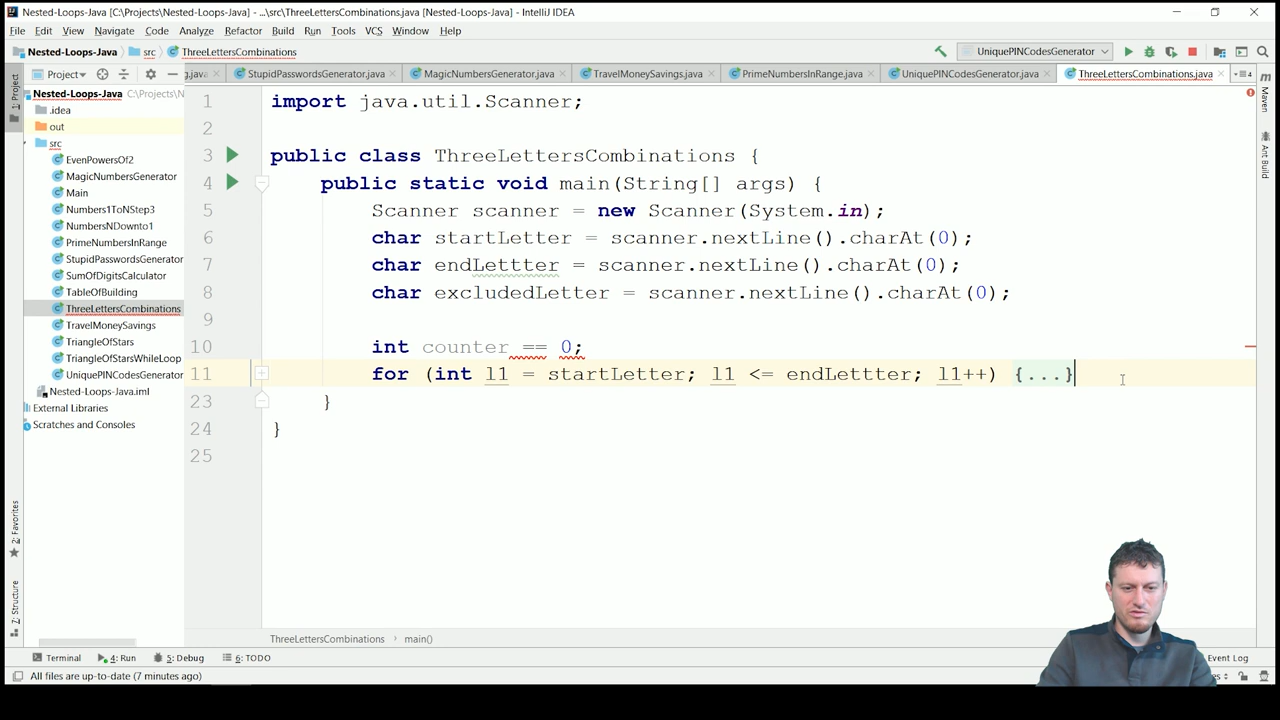 Nested-Loops-Java [C:\Projects\Nested-Loops-Java] - ...\src\ThreeLettersCombinations.java [Nested-Loops-Java] - IntelliJ IDEA
File Edit View Navigate Code Analyze Refactor Build Run Tools VCS Window Help
Nested-Loops-Java src ThreeLettersCombinations UniquePINCodesGenerator
1: Project
Project
g.java StupidPasswordsGenerator.java MagicNumbersGenerator.java TravelMoneySavings.java PrimeNumbersInRange.java UniquePINCodesGenerator.java ThreeLettersCombinations.java
Nested-Loops-Java C:\Projects\N
.idea
out
src
EvenPowersOf2
MagicNumbersGenerator
Main
Numbers1ToNStep3
NumbersNDownto1
PrimeNumbersInRange
StupidPasswordsGenerator
SumOfDigitsCalculator
TableOfBuilding
ThreeLettersCombinations
TravelMoneySavings
TriangleOfStars
TriangleOfStarsWhileLoop
UniquePINCodesGenerator
Nested-Loops-Java.iml
External Libraries
Scratches and Consoles
1 import java.util.Scanner;
2
3 public class ThreeLettersCombinations {
4 public static void main(String[] args) {
5 Scanner scanner = new Scanner(System.in);
6 char startLetter = scanner.nextLine().charAt(0);
7 char endLettter = scanner.nextLine().charAt(0);
8 char excludedLetter = scanner.nextLine().charAt(0);
9
10 int counter == 0;
11 for (int l1 = startLetter; l1 <= endLettter; l1++) {...}
23 }
24 }
25
Maven
Ant Build
2: Favorites
7: Structure
ThreeLettersCombinations main()
Terminal 4: Run 5: Debug 6: TODO Event Log
All files are up-to-date (7 minutes ago)